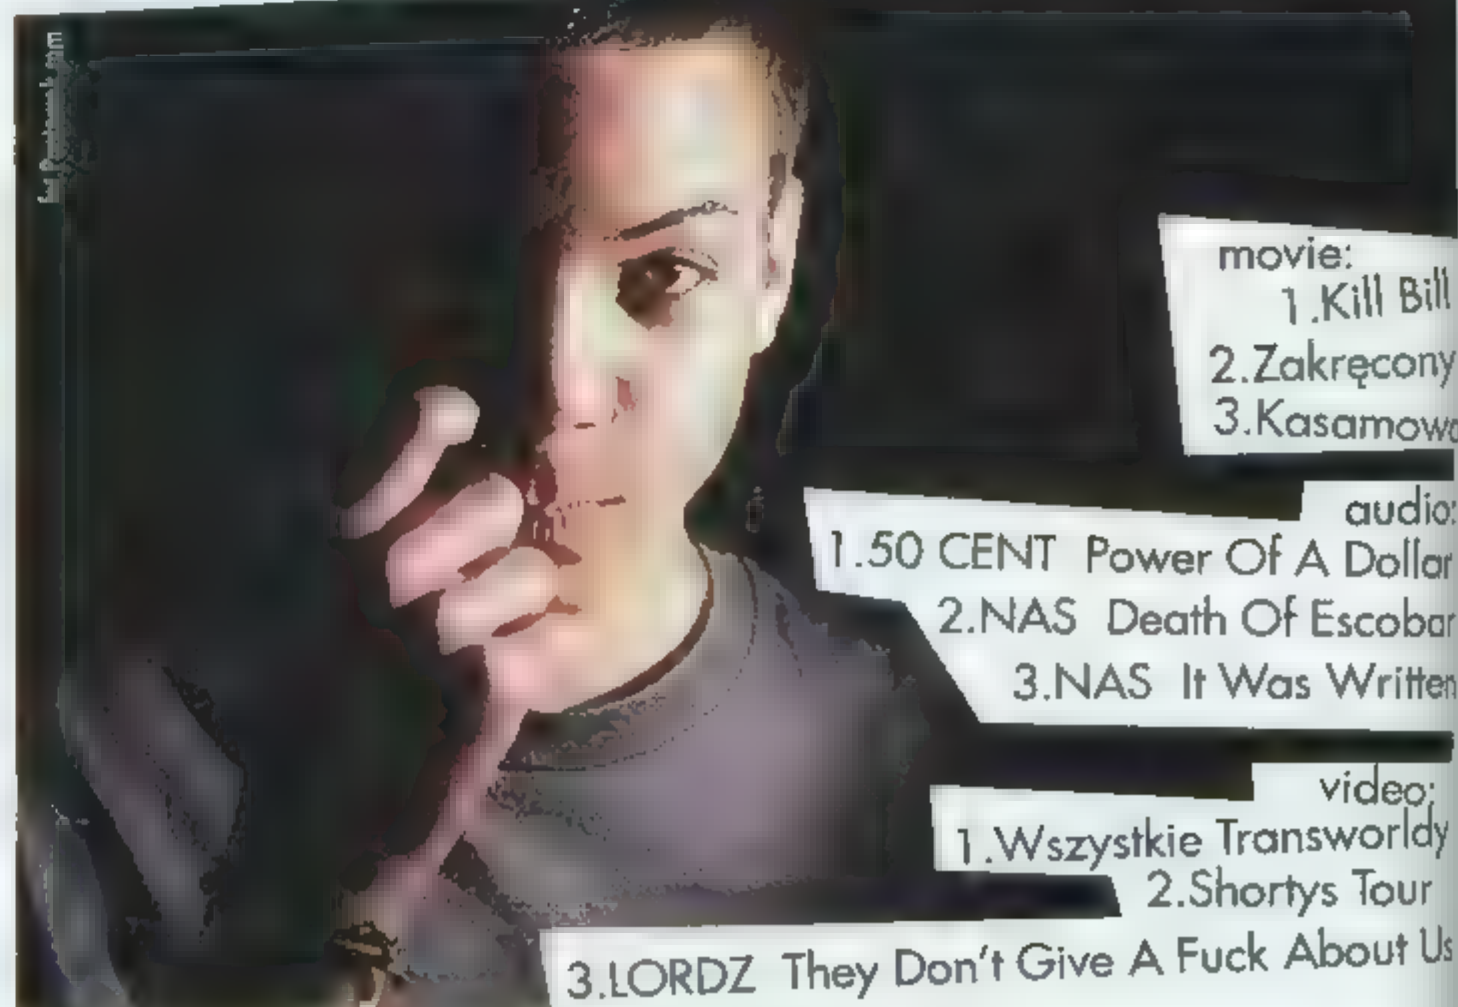 movie:
1.Kill Bill
2.Zakręcony
3.Kasamowa
audio:
1.50 CENT Power Of A Dollar
2.NAS Death Of Escobar
3.NAS It Was Written
video:
1.Wszystkie Transworldy
2.Shortys Tour
3.LORDZ They Don't Give A Fuck About Us